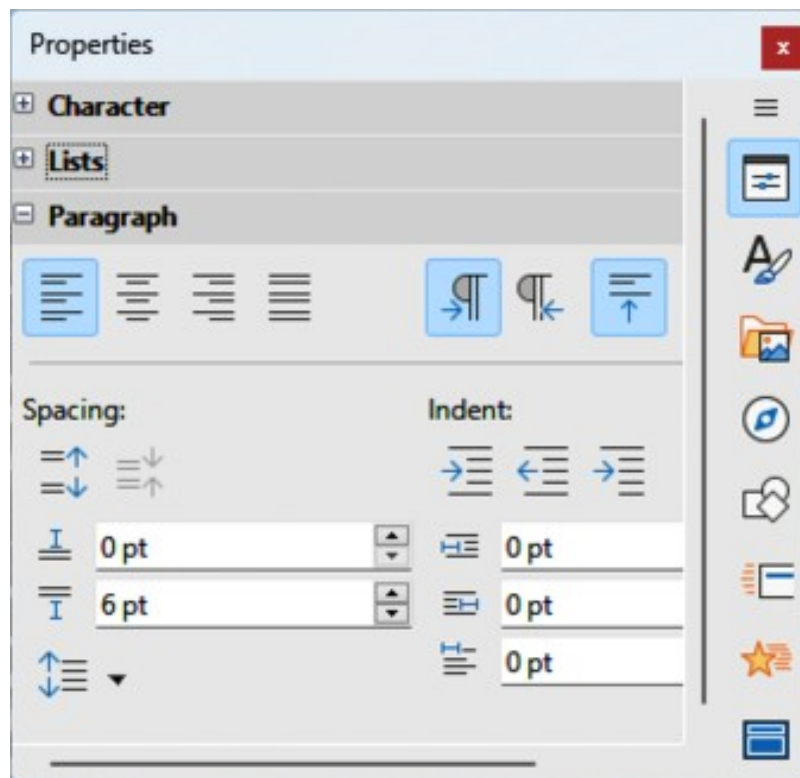 Properties
x
Character
Lists
Paragraph
Spacing:
Indent:
0 pt
0 pt
6 pt
0 pt
0 pt